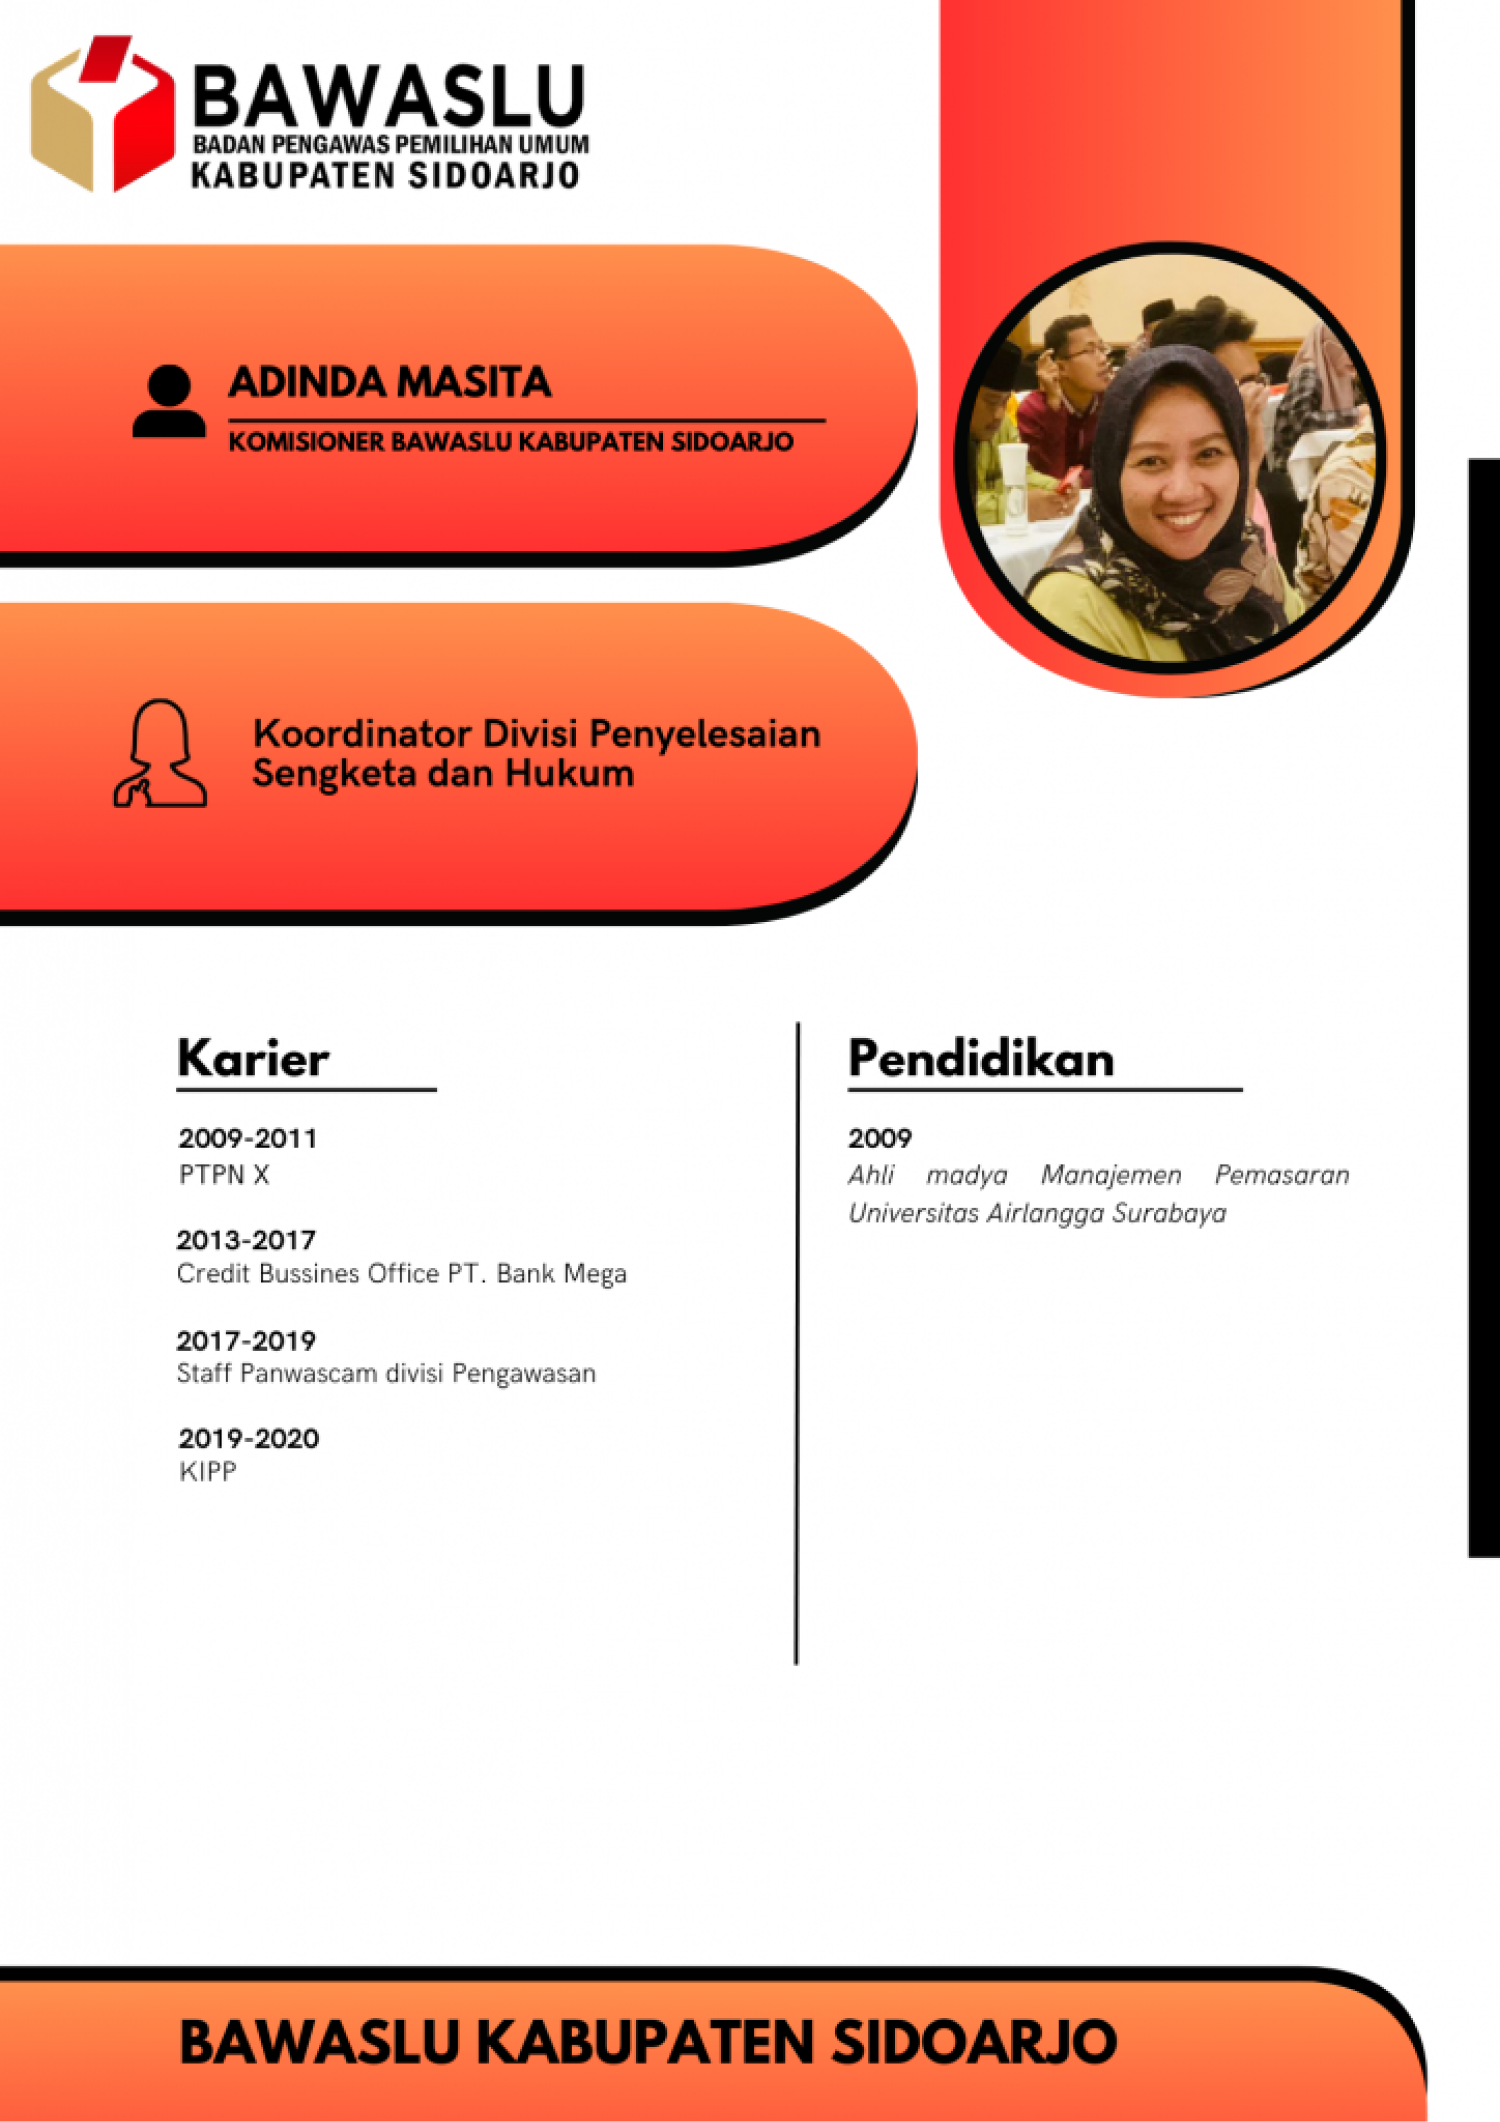 BAWASLU
BADAN PENGAWAS PEMILIHAN UMUM
KABUPATEN SIDOARJO
ADINDA MASITA
KOMISIONER BAWASLU KABUPATEN SIDOARJO
Koordinator Divisi Penyelesaian
Sengketa dan Hukum
Karier
2009-2011
PTPN X
2013-2017
Credit Bussines Office PT. Bank Mega
2017-2019
Staff Panwascam divisi Pengawasan
2019-2020
KIPP
Pendidikan
2009
Ahli madya Manajemen Pemasaran
Universitas Airlangga Surabaya
BAWASLU KABUPATEN SIDOARJO